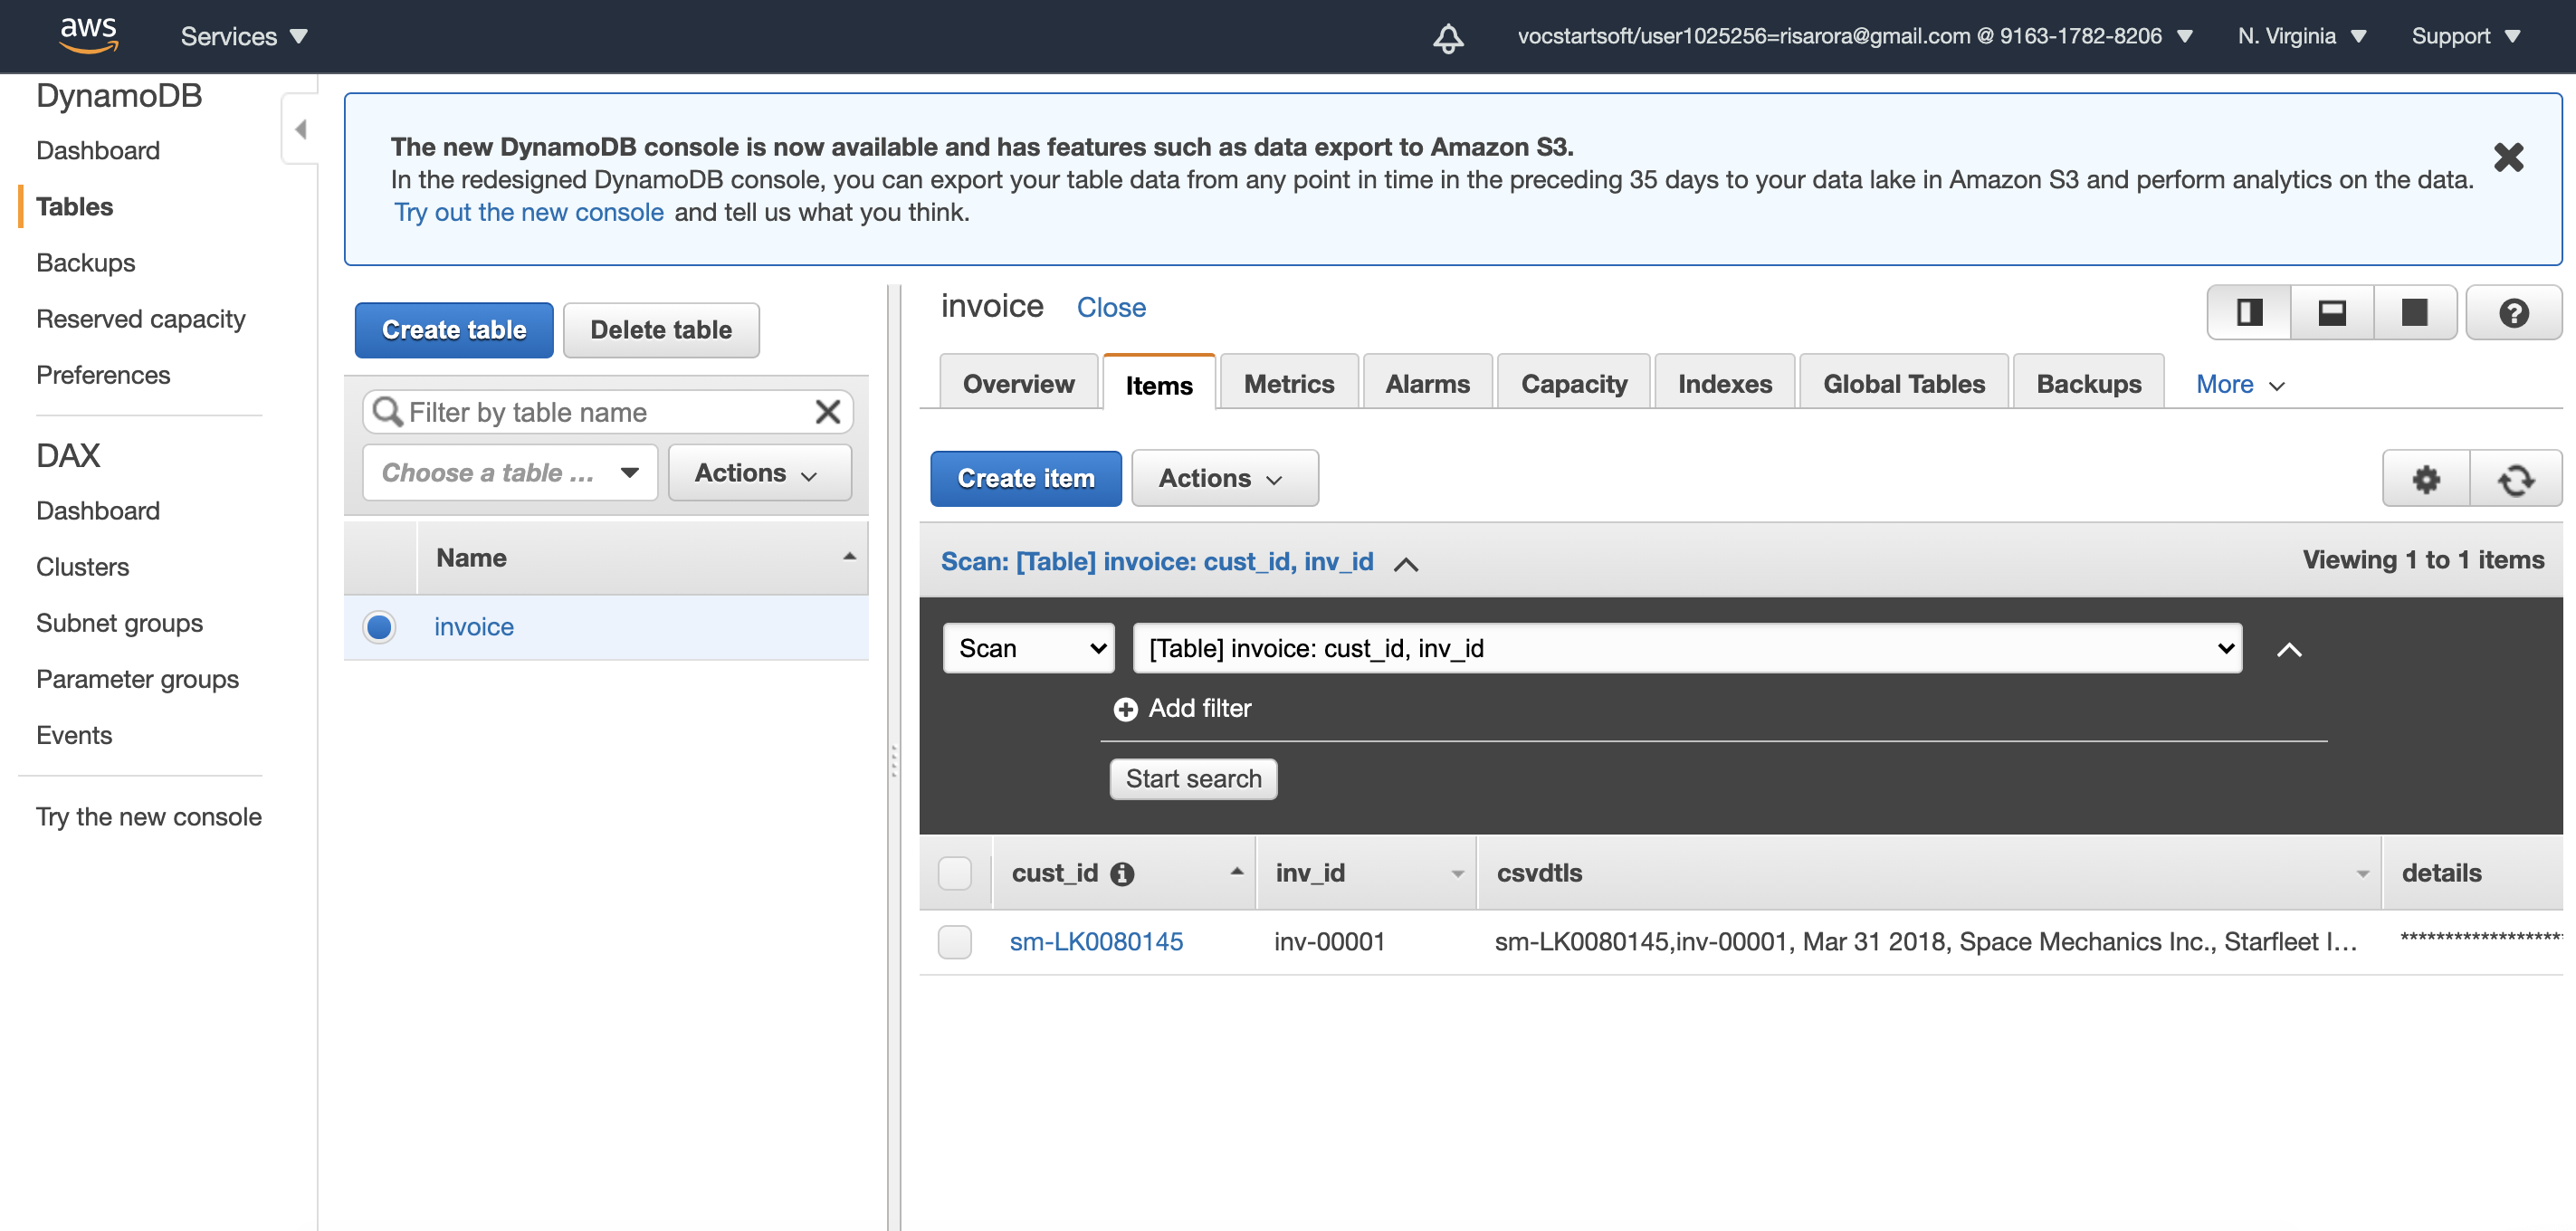 aws
Services
vocstartsoft/user1025256=risarora@gmail.com @ 9163-1782-8206
N. Virginia
Support
DynamoDB
Dashboard
Tables
Backups
Reserved capacity
Preferences
DAX
Dashboard
Clusters
Subnet groups
Parameter groups
Events
Try the new console
The new DynamoDB console is now available and has features such as data export to Amazon S3.
In the redesigned DynamoDB console, you can export your table data from any point in time in the preceding 35 days to your data lake in Amazon S3 and perform analytics on the data.
Try out the new console and tell us what you think.
Create table
Delete table
Filter by table name
Choose a table ...
Actions
Name
invoice
invoice Close
Overview
Items
Metrics
Alarms
Capacity
Indexes
Global Tables
Backups
More
Create item
Actions
Scan: [Table] invoice: cust_id, inv_id
Viewing 1 to 1 items
Scan
[Table] invoice: cust_id, inv_id
Add filter
Start search
cust_id
inv_id
csvdtls
details
sm-LK0080145
inv-00001
sm-LK0080145,inv-00001, Mar 31 2018, Space Mechanics Inc., Starfleet I...
*******************